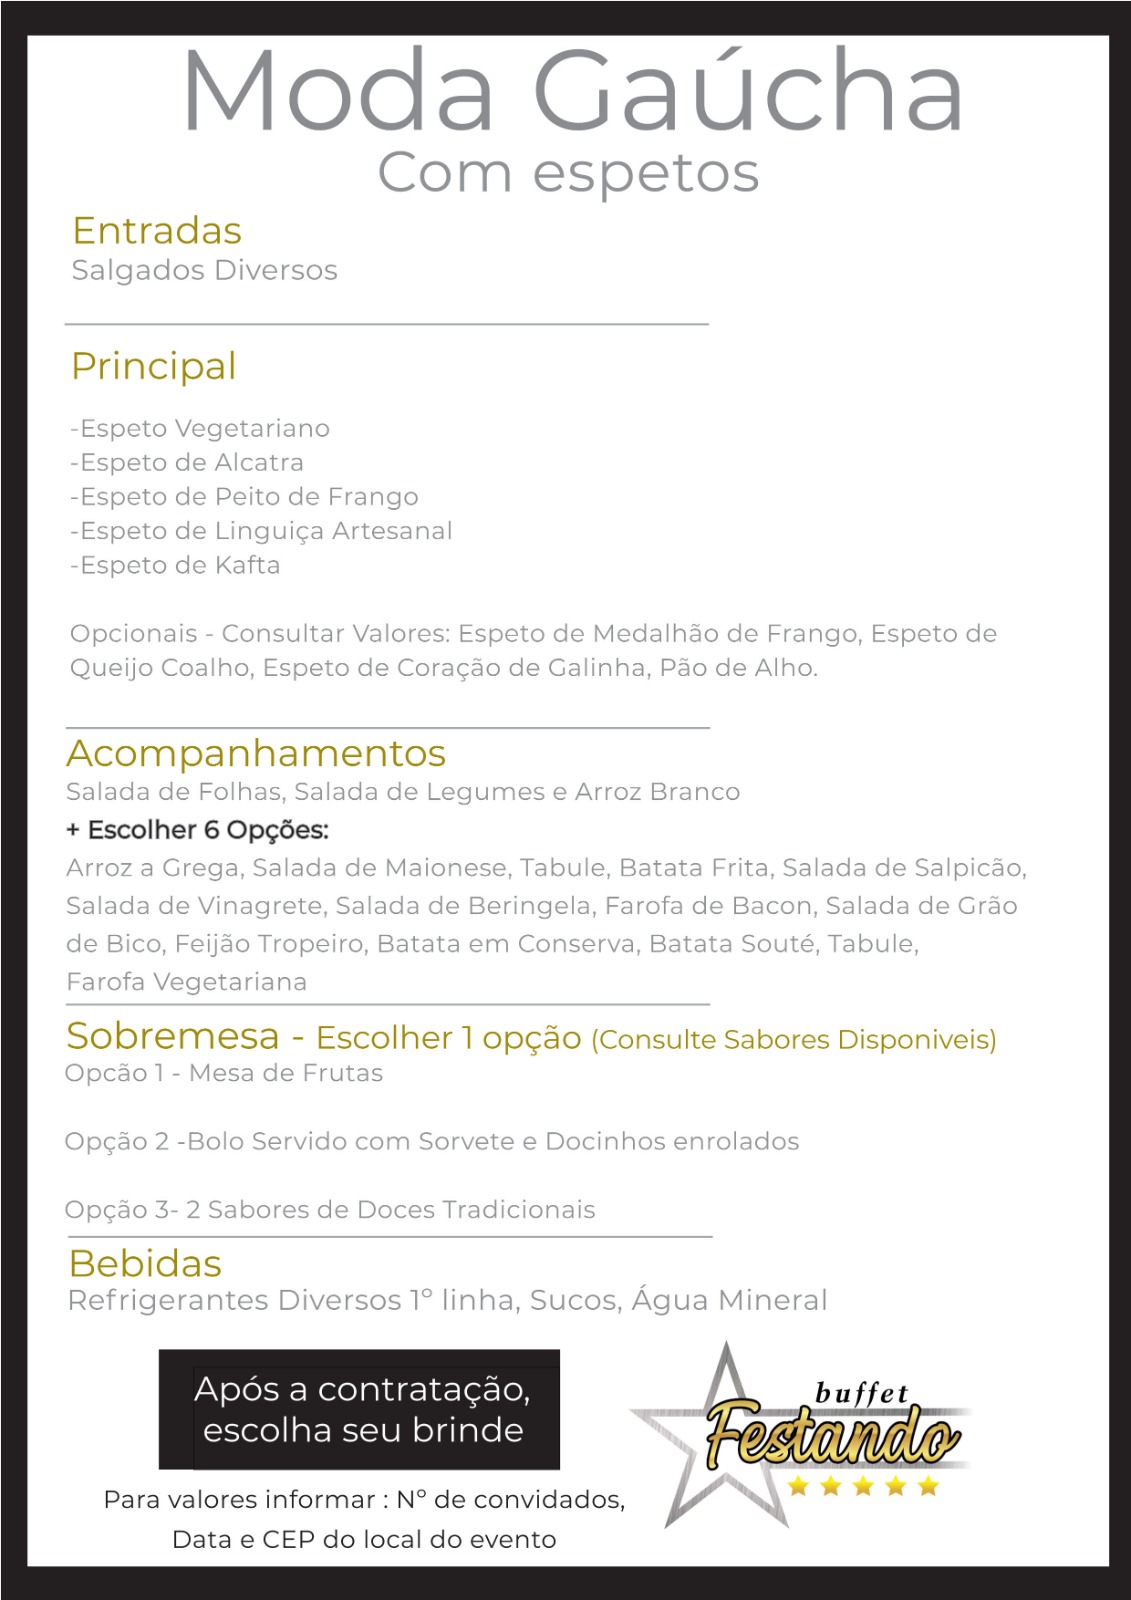 Moda Gaúcha
Com espetos
Entradas
Salgados Diversos
Principal
-Espeto Vegetariano
-Espeto de Alcatra
-Espeto de Peito de Frango
-Espeto de Linguiça Artesanal
-Espeto de Kafta
Opcionais - Consultar Valores: Espeto de Medalhão de Frango, Espeto de
Queijo Coalho, Espeto de Coração de Galinha, Pão de Alho.
Acompanhamentos
Salada de Folhas, Salada de Legumes e Arroz Branco
+ Escolher 6 Opções:
Arroz a Grega, Salada de Maionese, Tabule, Batata Frita, Salada de Salpicão,
Salada de Vinagrete, Salada de Beringela, Farofa de Bacon, Salada de Grão
de Bico, Feijão Tropeiro, Batata em Conserva, Batata Souté, Tabule,
Farofa Vegetariana
Sobremesa - Escolher 1 opção (Consulte Sabores Disponiveis)
Opcão 1 - Mesa de Frutas
Opção 2 -Bolo Servido com Sorvete e Docinhos enrolados
Opção 3- 2 Sabores de Doces Tradicionais
Bebidas
Refrigerantes Diversos 1º linha, Sucos, Água Mineral
Após a contratação,
escolha seu brinde
Para valores informar : Nº de convidados,
Data e CEP do local do evento
buffet
Festando